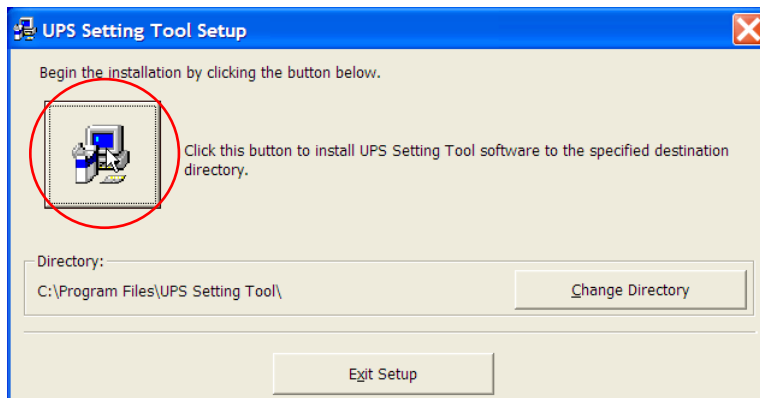 UPS Setting Tool Setup
Begin the installation by clicking the button below.
Click this button to install UPS Setting Tool software to the specified destination
directory.
Directory:
C:\Program Files\UPS Setting Tool\
Change Directory
Exit Setup